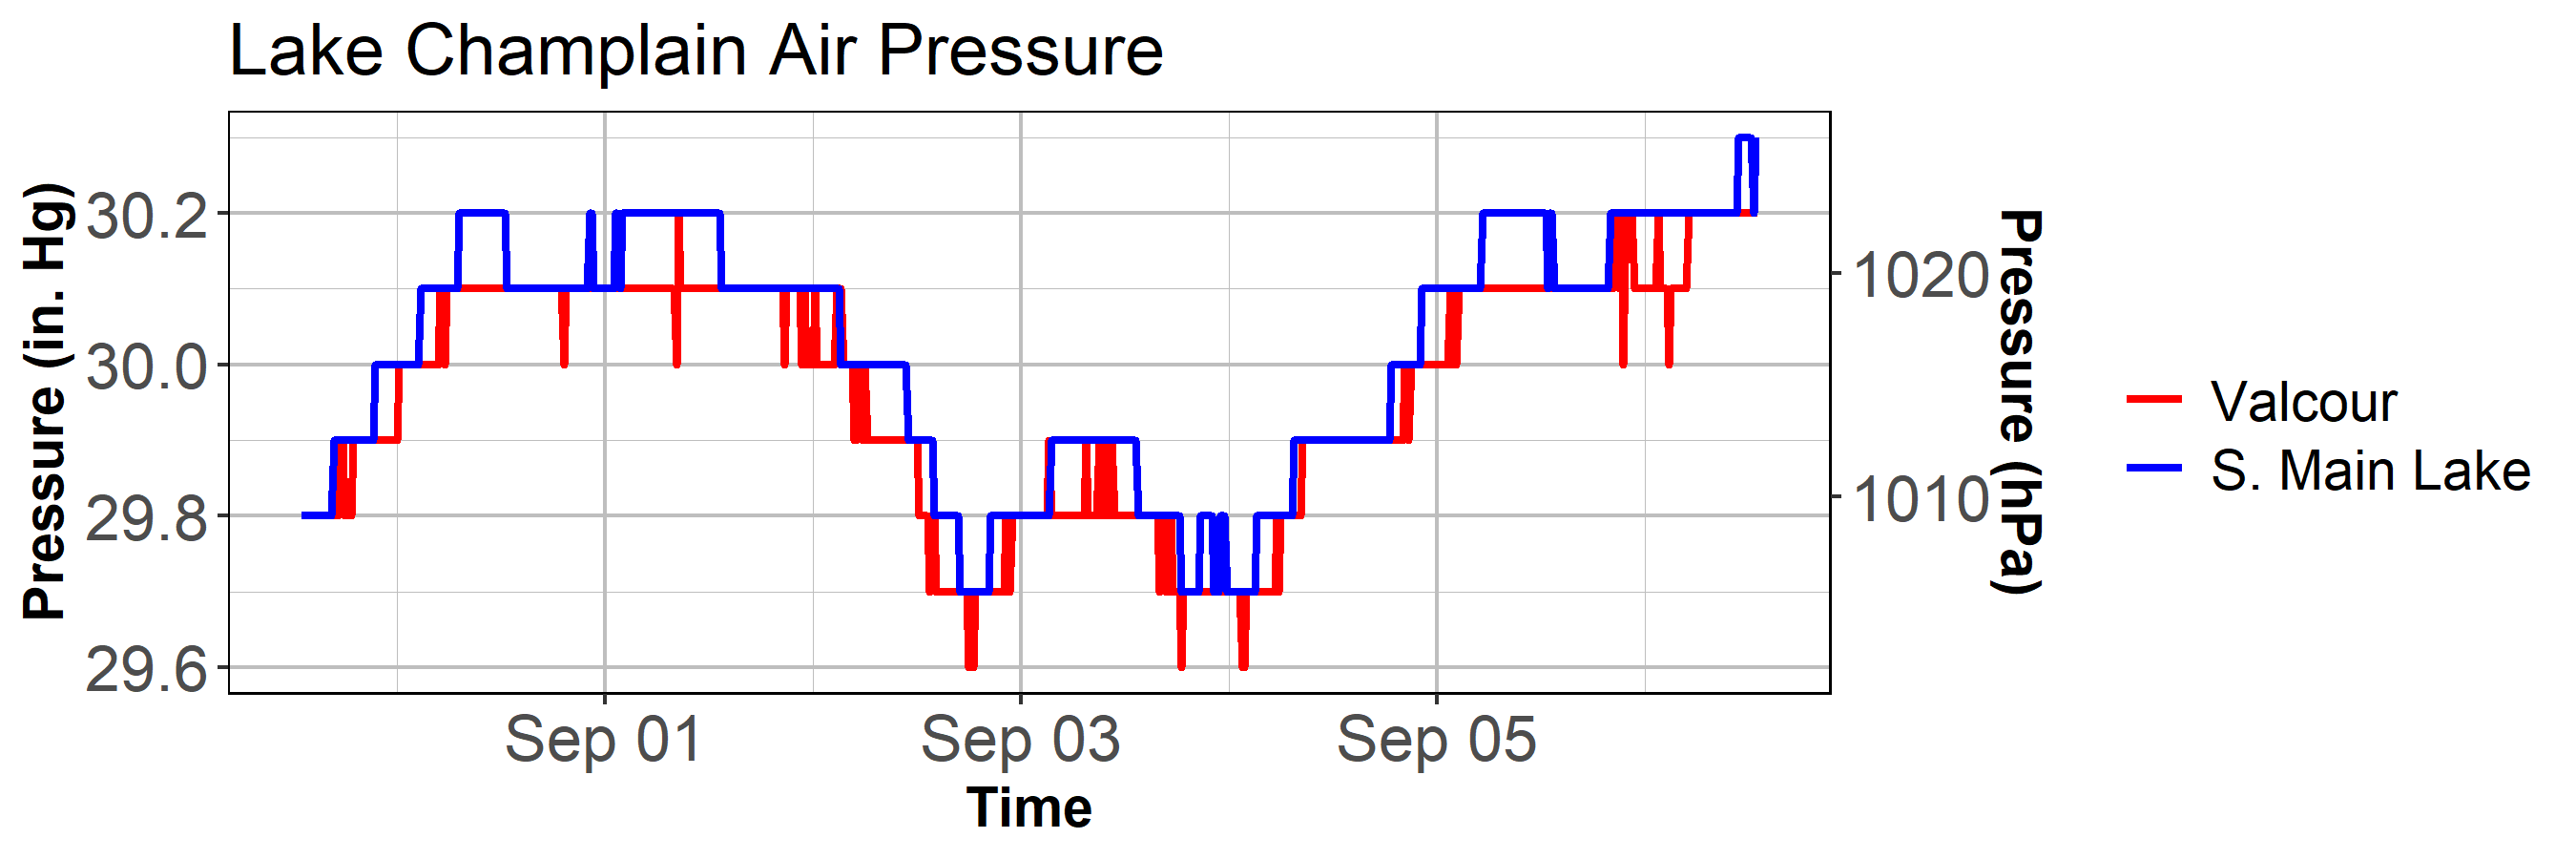 Lake Champlain Air Pressure
Pressure (in. Hg)
30.2
30.0
29.8
29.6
Sep 01
Sep 03
Sep 05
Time
1020
1010
Pressure (hPa)
Valcour
S. Main Lake